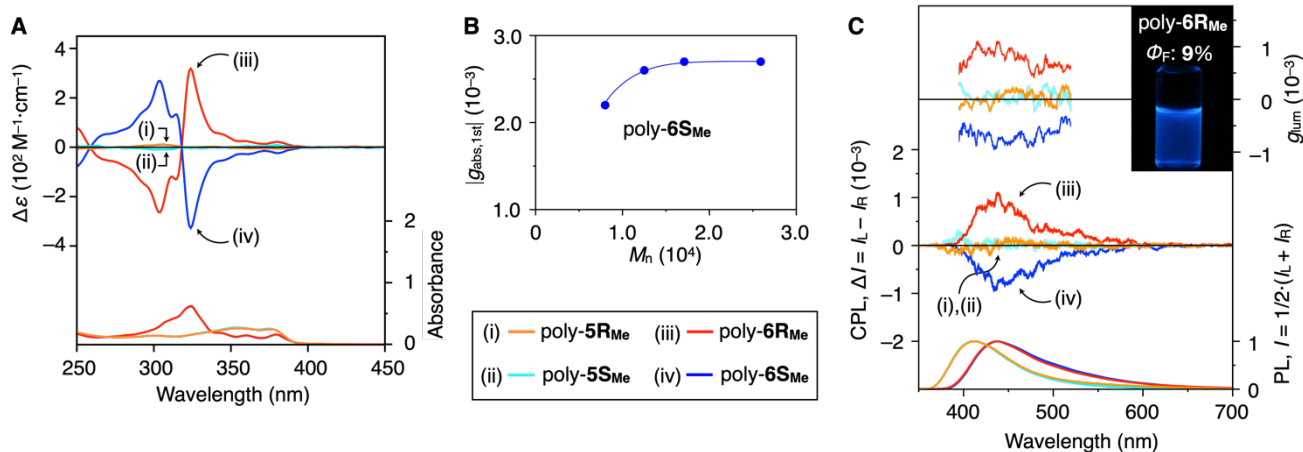 A
Δε (10² M⁻¹·cm⁻¹)
4
2
0
−2
−4
(iii)
(i)
(ii)
(iv)
2
1
0
Absorbance
250
300
350
400
450
Wavelength (nm)
B
|gabs,1st| (10⁻³)
3.0
2.0
1.0
poly-6SMe
0
1.0
2.0
3.0
Mn (10⁴)
(i) poly-5RMe (iii) poly-6RMe
(ii) poly-5SMe (iv) poly-6SMe
C
poly-6RMe
ΦF: 9%
1
0
−1
glum (10⁻³)
CPL, ΔI = IL − IR (10⁻³)
2
1
0
−1
−2
(iii)
(i),(ii)
(iv)
1
0
PL, I = 1/2·(IL + IR)
400
500
600
700
Wavelength (nm)